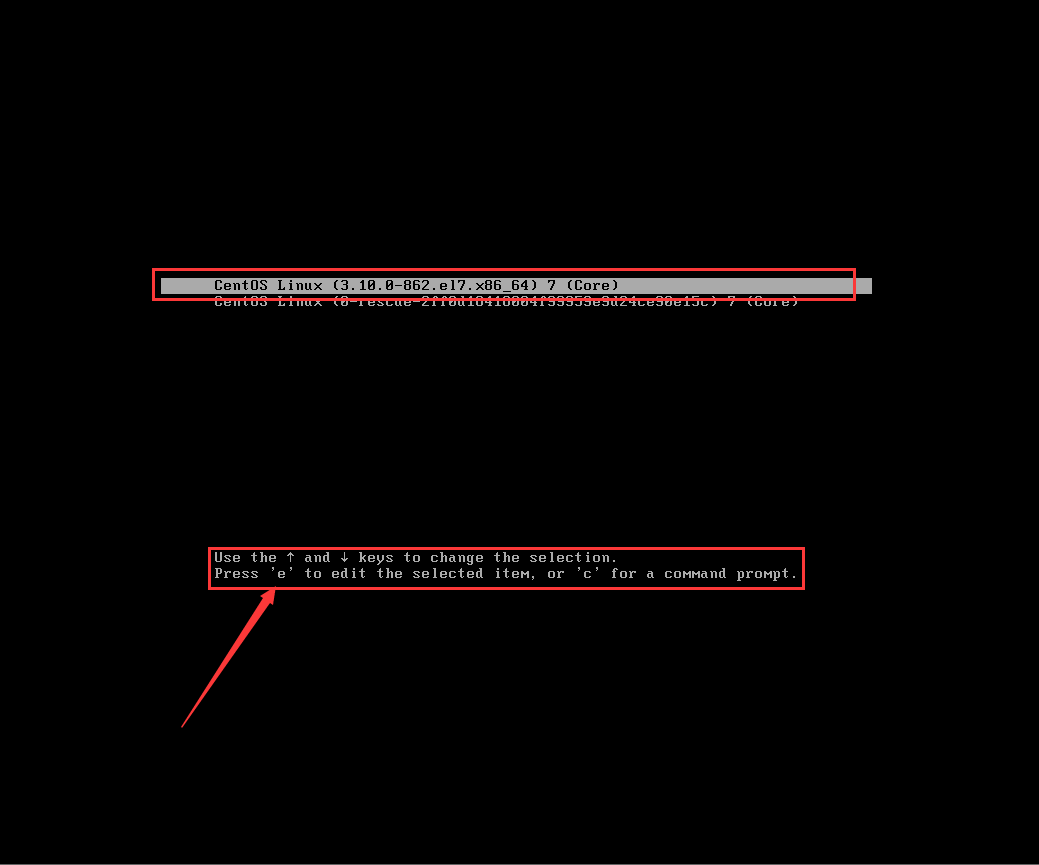 CentOS Linux (3.10.0-862.el7.x86_64) 7 (Core)
CentOS Linux (0-rescue-2ff0d18418004f99959e9d24ce90e15c) 7 (Core)
Use the ↑ and ↓ keys to change the selection.
Press 'e' to edit the selected item, or 'c' for a command prompt.